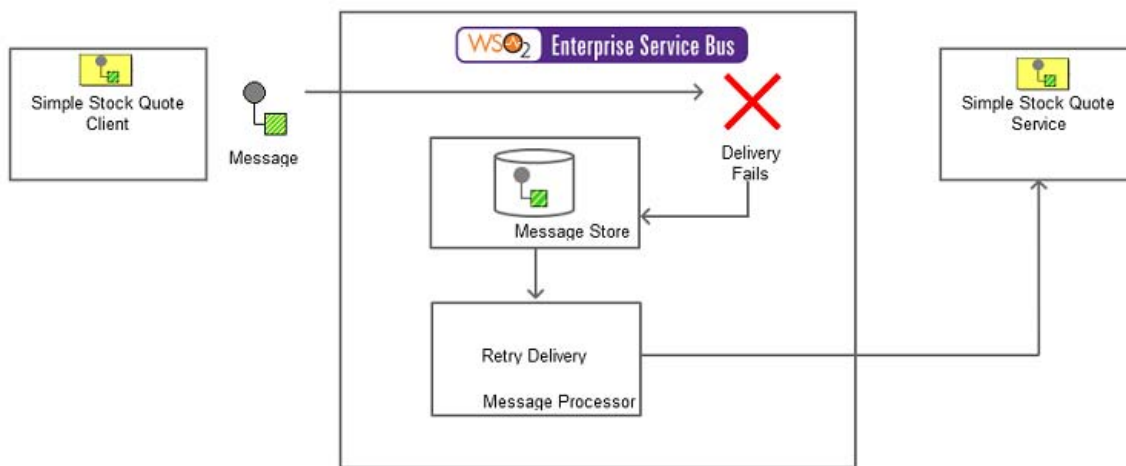 WSO2 Enterprise Service Bus
Simple Stock Quote
Client
Message
Delivery
Fails
Message Store
Retry Delivery
Message Processor
Simple Stock Quote
Service